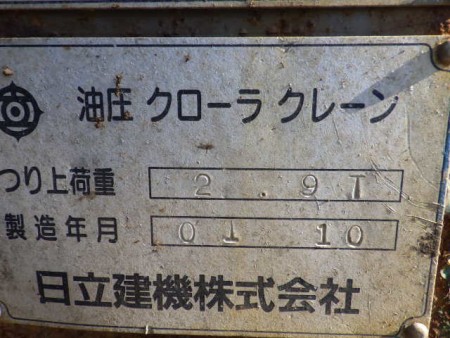 油圧 クローラ クレーン
つり上荷重 2.9T
製造年月 01 10
日立建機株式会社